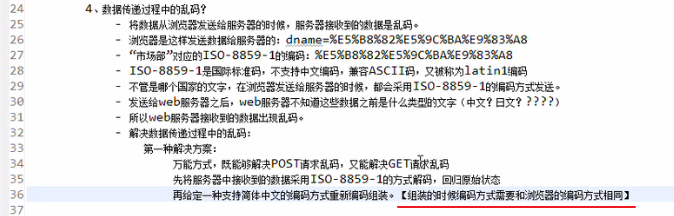 24 4、数据传递过程中的乱码?
25 - 将数据从浏览器发送给服务器的时候，服务器接收到的数据是乱码。
26 - 浏览器是这样发送数据给服务器的：dname=%E5%B8%82%E5%9C%BA%E9%83%A8
27 - “市场部”对应的ISO-8859-1的编码：%E5%B8%82%E5%9C%BA%E9%83%A8
28 - ISO-8859-1是国际标准码，不支持中文编码，兼容ASCII码，又被称为latin1编码
29 - 不管是哪个国家的文字，在浏览器发送给服务器的时候，都会采用ISO-8859-1的编码方式发送。
30 - 发送给web服务器之后，web服务器不知道这些数据之前是什么类型的文字（中文？日文？????）
31 - 所以web服务器接收到的数据出现乱码。
32 - 解决数据传递过程中的乱码：
33 第一种解决方案：
34 万能方式，既能够解决POST请求乱码，又能解决GET请求乱码
35 先将服务器中接收到的数据采用ISO-8859-1的方式解码，回归原始状态
36 再给定一种支持简体中文的编码方式重新编码组装。【组装的时候编码方式需要和浏览器的编码方式相同】
37